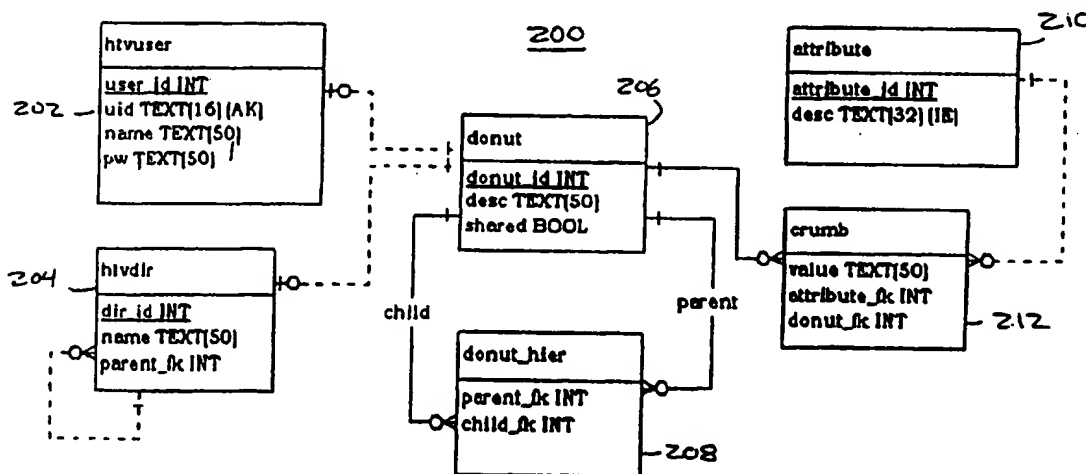 200
202
htvuser
user_id INT
uid TEXT[16] (AK)
name TEXT[50]
pw TEXT[50]
204
htvdir
dir_id INT
name TEXT[50]
parent_fk INT
206
donut
donut_id INT
desc TEXT[50]
shared BOOL
child
parent
donut_hier
parent_fk INT
child_fk INT
208
210
attribute
attribute_id INT
desc TEXT[32] (IE)
crumb
value TEXT[50]
attribute_fk INT
donut_fk INT
212